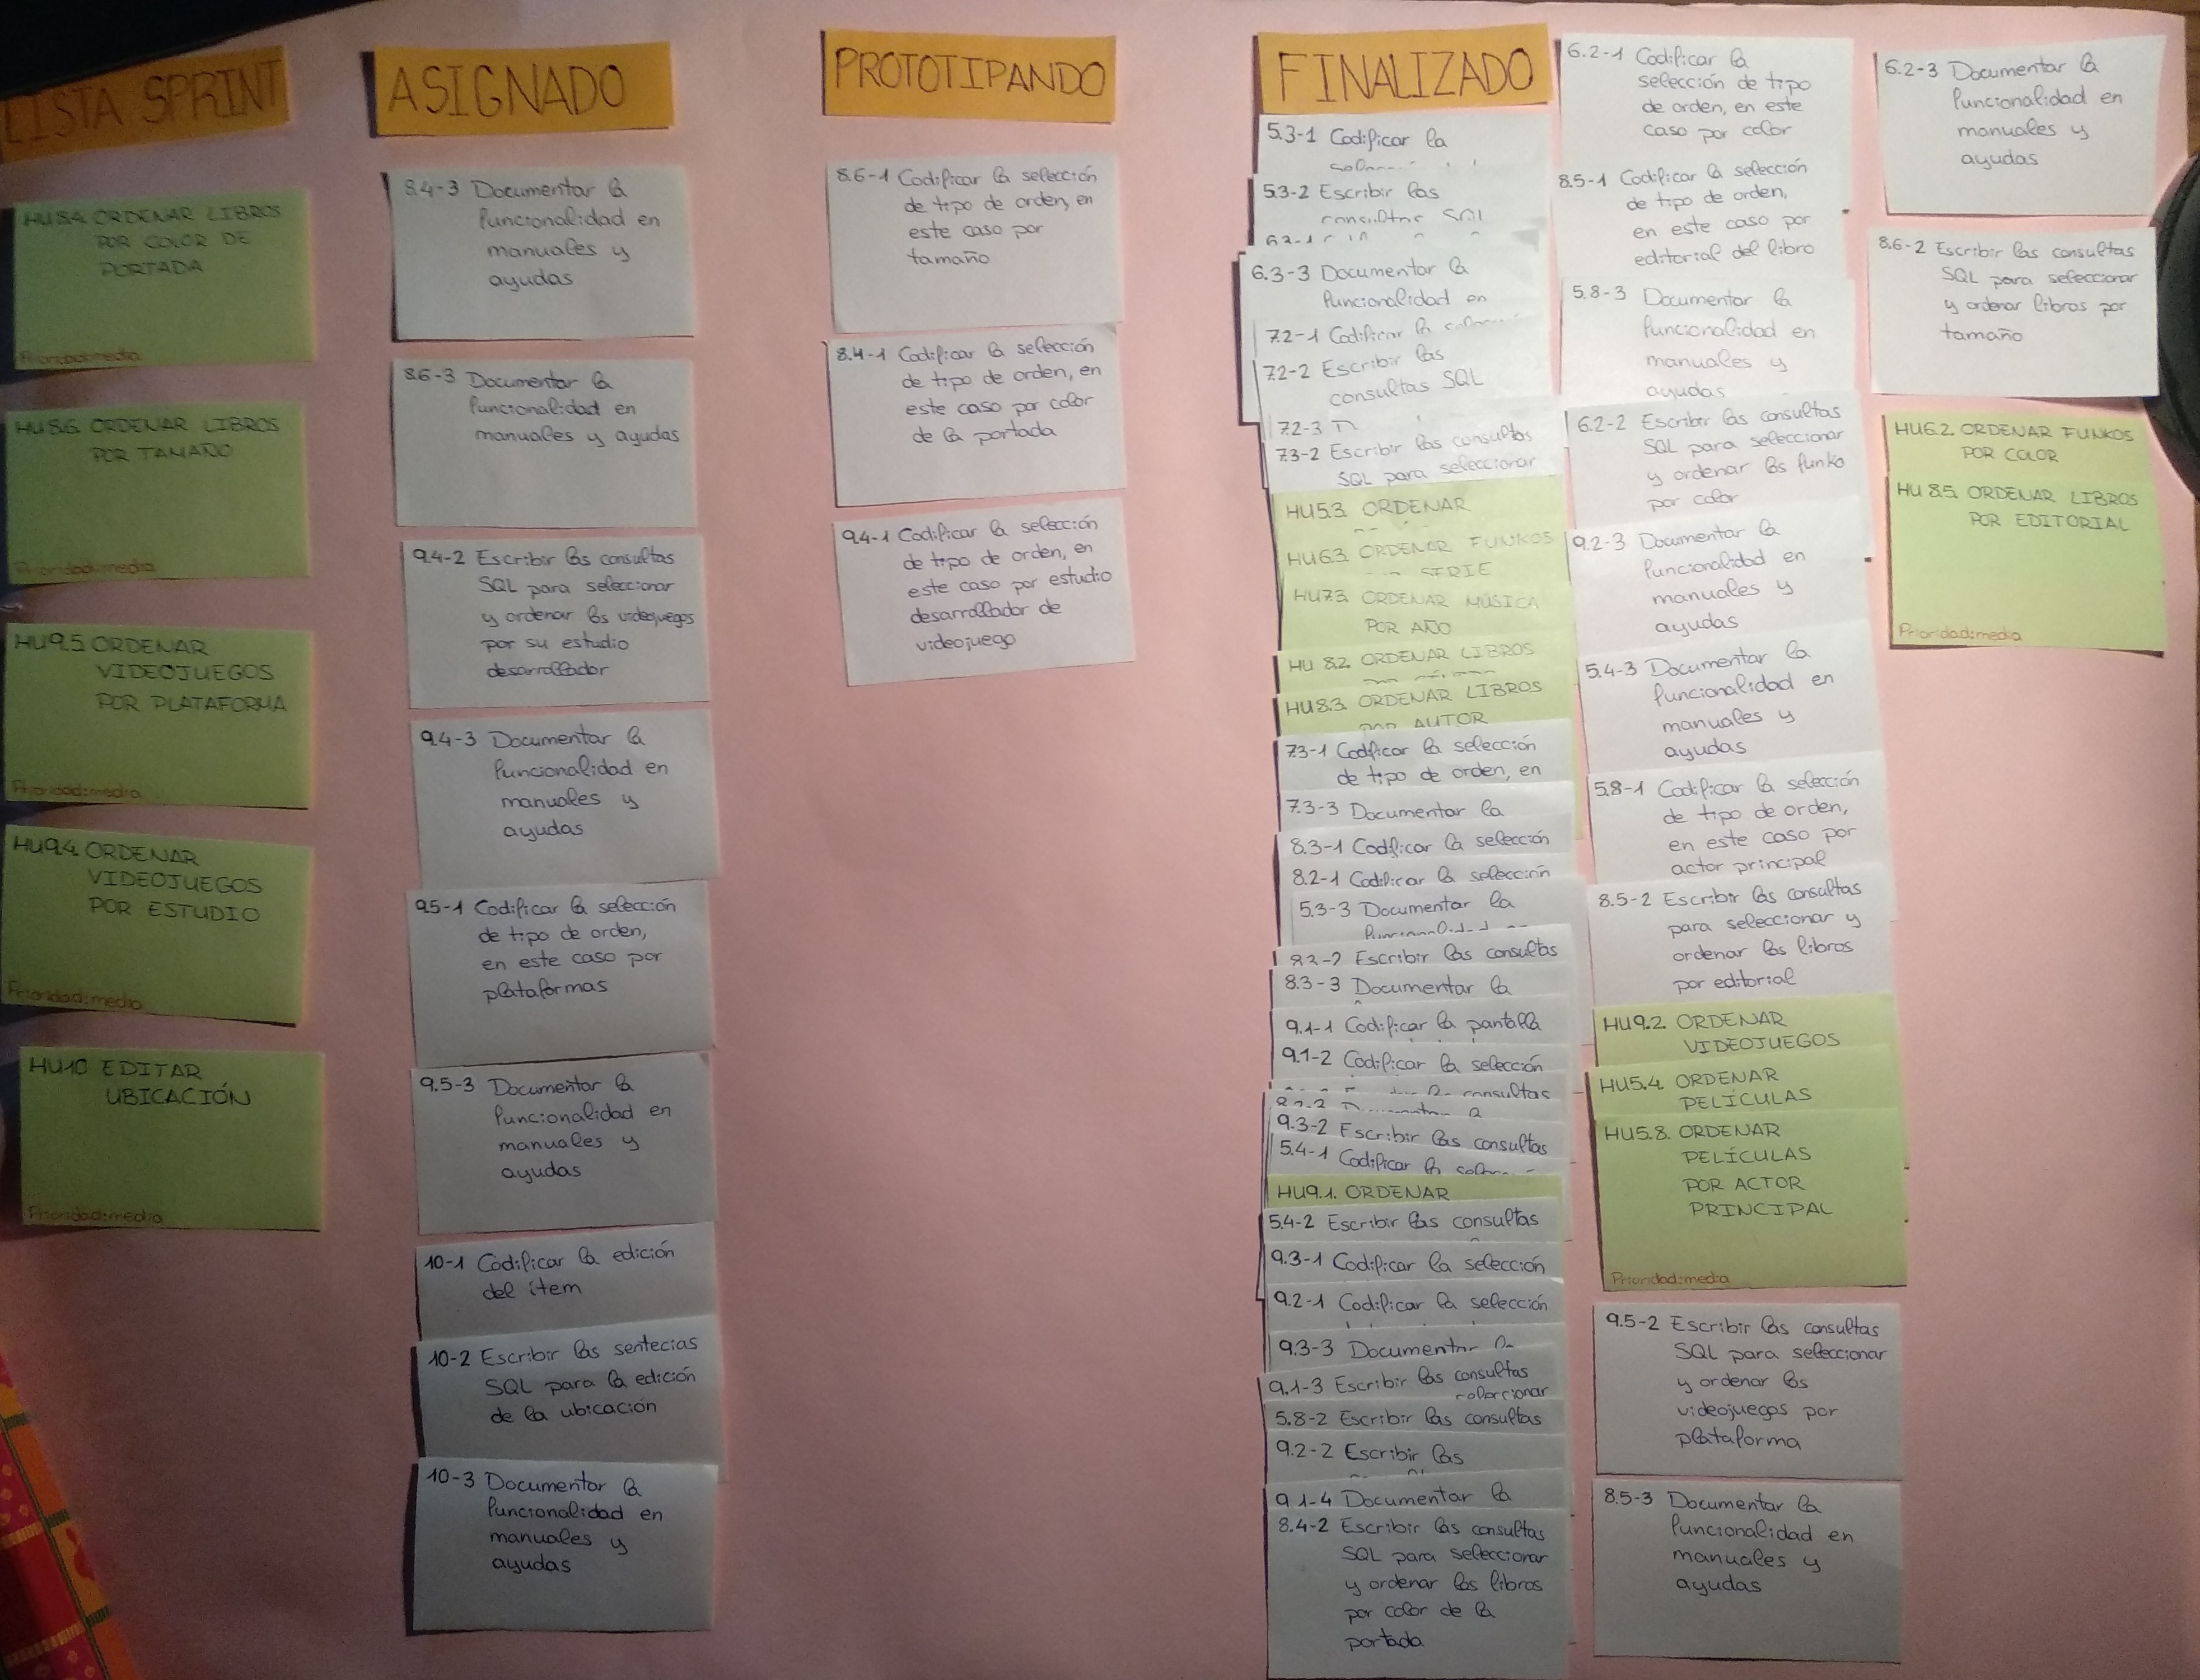 LISTA SPRINT
HU8.4. ORDENAR LIBROS
POR COLOR DE
PORTADA
Prioridad:media
HU8.6. ORDENAR LIBROS
POR TAMAÑO
Prioridad:media
HU9.5. ORDENAR
VIDEOJUEGOS
POR PLATAFORMA
Prioridad:media
HU9.4. ORDENAR
VIDEOJUEGOS
POR ESTUDIO
Prioridad:media
HU10 EDITAR
UBICACIÓN
Prioridad:media
ASIGNADO
8.4-3 Documentar la
funcionalidad en
manuales y
ayudas
8.6-3 Documentar la
funcionalidad en
manuales y ayudas
9.4-2 Escribir las consultas
SQL para seleccionar
y ordenar los videojuegos
por su estudio
desarrollador
9.4-3 Documentar la
funcionalidad en
manuales y
ayudas
9.5-1 Codificar la selección
de tipo de orden,
en este caso por
plataformas
9.5-3 Documentar la
funcionalidad en
manuales y
ayudas
10-1 Codificar la edición
del ítem
10-2 Escribir las sentecias
SQL para la edición
de la ubicación
10-3 Documentar la
funcionalidad en
manuales y
ayudas
PROTOTIPANDO
8.6-1 Codificar la selección
de tipo de orden, en
este caso por
tamaño
8.4-1 Codificar la selección
de tipo de orden, en
este caso por color
de la portada
9.4-1 Codificar la selección
de tipo de orden, en
este caso por estudio
desarrollador de
videojuego
FINALIZADO
5.3-1 Codificar la
5.3-2 Escribir las
consultas SQL
6.3-3 Documentar la
funcionalidad en
7.2-1 Codificar la
7.2-2 Escribir las
consultas SQL
7.2-3
7.3-2 Escribir las consultas
SQL para seleccionar
HU5.3. ORDENAR
HU6.3. ORDENAR FUNKOS
SERIE
HU7.3. ORDENAR MÚSICA
POR AÑO
HU 8.2. ORDENAR LIBROS
HU8.3. ORDENAR LIBROS
POR AUTOR
7.3-1 Codificar la selección
de tipo de orden, en
7.3-3 Documentar la
8.3-1 Codificar la selección
8.2-1 Codificar la selección
5.3-3 Documentar la
funcionalidad en
Escribir las consultas
8.3-3 Documentar la
9.1-1 Codificar la pantalla
9.1-2 Codificar la selección
consultas
9.3-2 Escribir las consultas
5.4-1 Codificar la
HU9.1. ORDENAR
5.4-2 Escribir las consultas
9.3-1 Codificar la selección
9.2-1 Codificar la selección
9.3-3 Documentar la
9.1-3 Escribir las consultas
seleccionar
5.8-2 Escribir las consultas
9.2-2 Escribir las
9.1-4 Documentar la
8.4-2 Escribir las consultas
SQL para seleccionar
y ordenar los libros
por color de la
portada
6.2-1 Codificar la
selección de tipo
de orden, en este
caso por color
8.5-1 Codificar la selección
de tipo de orden,
en este caso por
editorial del libro
5.8-3 Documentar la
funcionalidad en
manuales y
ayudas
6.2-2 Escribir las consultas
SQL para seleccionar
y ordenar los funko
por color
9.2-3 Documentar la
funcionalidad en
manuales y
ayudas
5.4-3 Documentar la
funcionalidad en
manuales y
ayudas
5.8-1 Codificar la selección
de tipo de orden,
en este caso por
actor principal
8.5-2 Escribir las consultas
para seleccionar y
ordenar los libros
por editorial
HU9.2. ORDENAR
VIDEOJUEGOS
HU5.4. ORDENAR
PELÍCULAS
HU5.8. ORDENAR
PELÍCULAS
POR ACTOR
PRINCIPAL
Prioridad:media
9.5-2 Escribir las consultas
SQL para seleccionar
y ordenar los
videojuegos por
plataforma
8.5-3 Documentar la
funcionalidad en
manuales y
ayudas
6.2-3 Documentar la
funcionalidad en
manuales y
ayudas
8.6-2 Escribir las consultas
SQL para seleccionar
y ordenar libros por
tamaño
HU6.2. ORDENAR FUNKOS
POR COLOR
HU 8.5. ORDENAR LIBROS
POR EDITORIAL
Prioridad:media